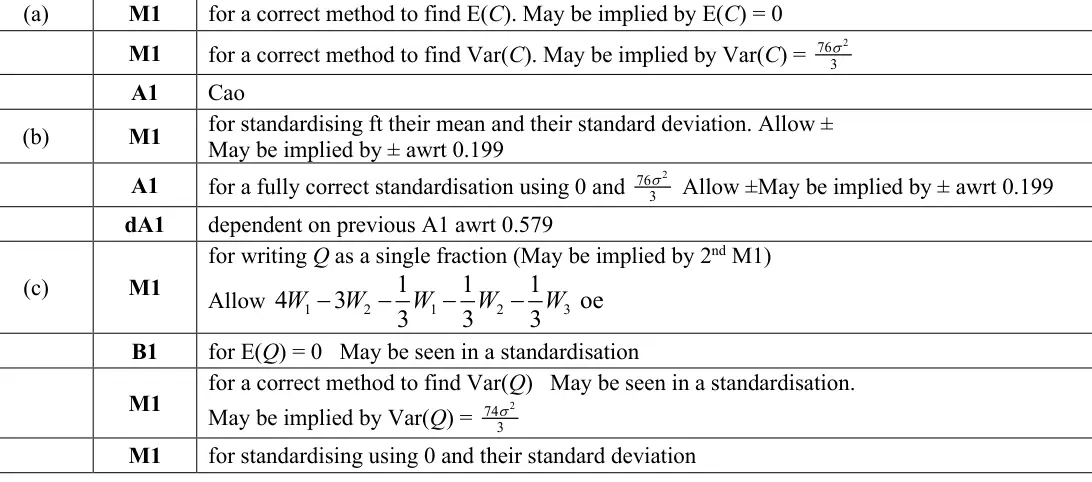 (a) M1 for a correct method to find E(C). May be implied by E(C) = 0
M1 for a correct method to find Var(C). May be implied by Var(C) = 76σ²/3
A1 Cao
(b) M1 for standardising ft their mean and their standard deviation. Allow ±
May be implied by ± awrt 0.199
A1 for a fully correct standardisation using 0 and 76σ²/3 Allow ±May be implied by ± awrt 0.199
dA1 dependent on previous A1 awrt 0.579
for writing Q as a single fraction (May be implied by 2nd M1)
(c) M1 Allow 4W₁ − 3W₂ − 1/3 W₁ − 1/3 W₂ − 1/3 W₃ oe
B1 for E(Q) = 0 May be seen in a standardisation
M1 for a correct method to find Var(Q) May be seen in a standardisation.
May be implied by Var(Q) = 74σ²/3
M1 for standardising using 0 and their standard deviation